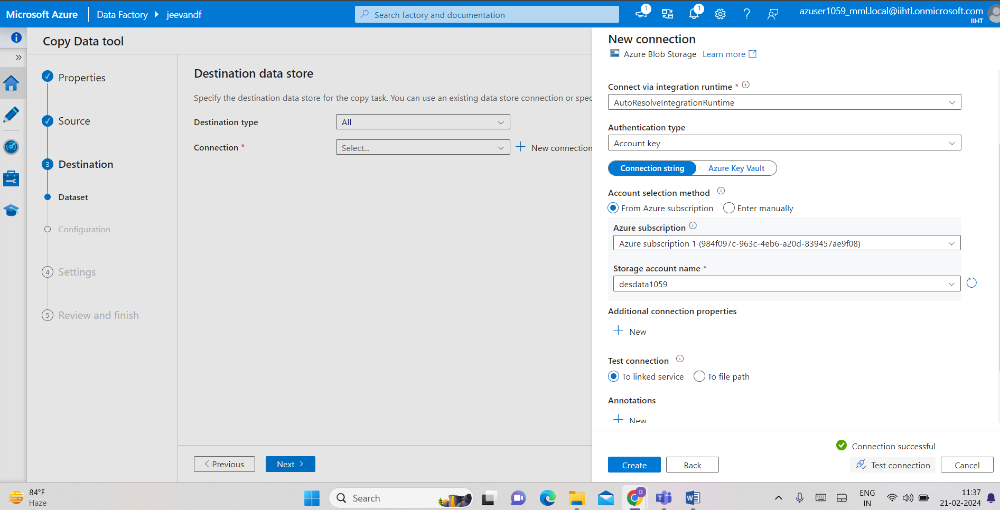 Microsoft Azure
Data Factory
jeevandf
Search factory and documentation
1
1
azuser1059_mml.local@iihtl.onmicrosoft.com
IIHT
Copy Data tool
Properties
Source
3 Destination
Dataset
Configuration
4 Settings
5 Review and finish
Destination data store
Specify the destination data store for the copy task. You can use an existing data store connection or spec
Destination type
All
Connection *
Select...
New connection
Previous
Next
New connection
Azure Blob Storage Learn more
Connect via integration runtime *
AutoResolveIntegrationRuntime
Authentication type
Account key
Connection string
Azure Key Vault
Account selection method
From Azure subscription
Enter manually
Azure subscription
Azure subscription 1 (984f097c-963c-4eb6-a20d-839457ae9f08)
Storage account name *
desdata1059
Additional connection properties
New
Test connection
To linked service
To file path
Annotations
New
Connection successful
Create
Back
Test connection
Cancel
84°F
Haze
Search
D
ENG
IN
11:37
21-02-2024